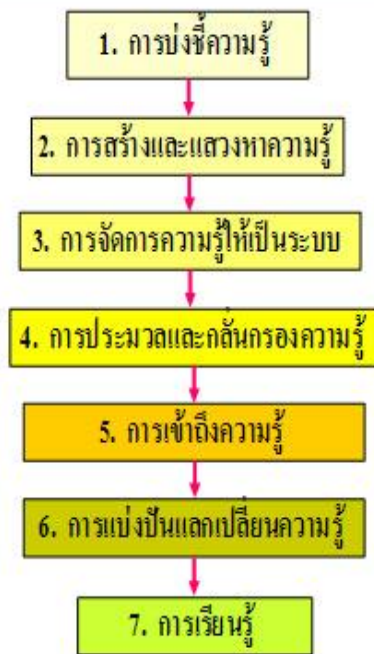 1. การบ่งชี้ความรู้
2. การสร้างและแสวงหาความรู้
3. การจัดการความรู้ให้เป็นระบบ
4. การประมวลและกลั่นกรองความรู้
5. การเข้าถึงความรู้
6. การแบ่งปันแลกเปลี่ยนความรู้
7. การเรียนรู้